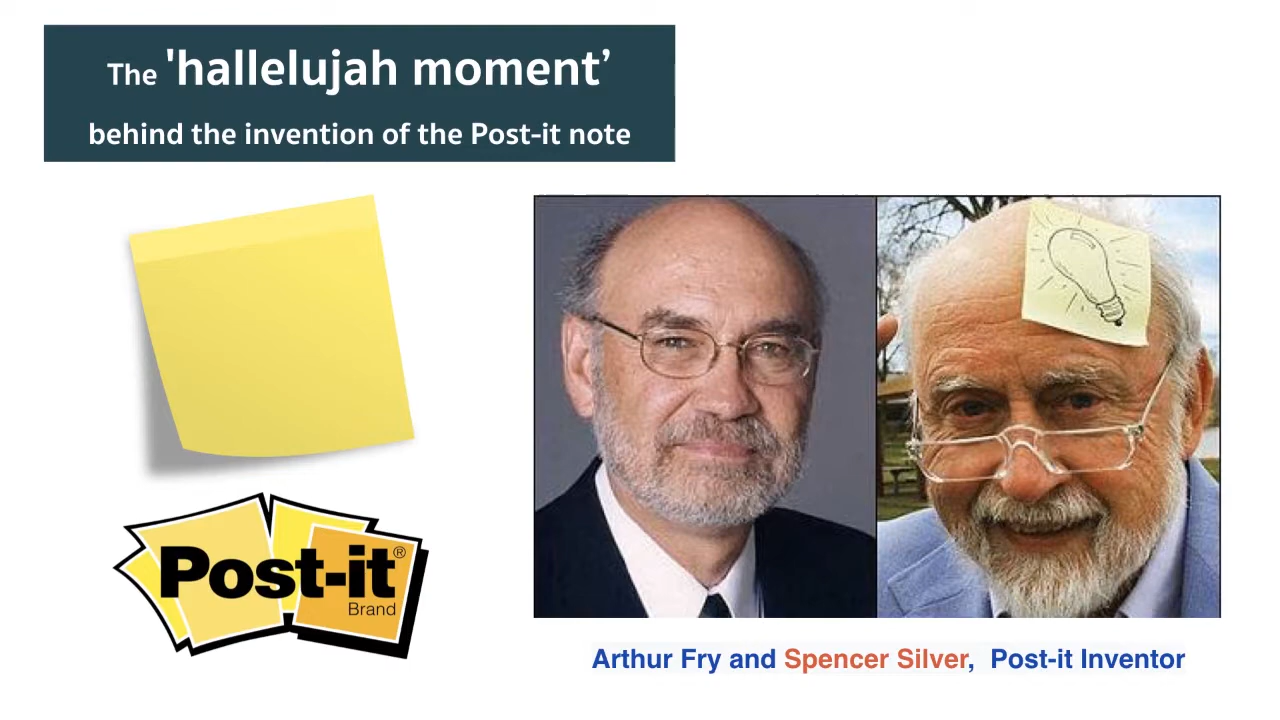 The 'hallelujah moment’
behind the invention of the Post-it note
Post-it®
Brand
Arthur Fry and Spencer Silver,  Post-it Inventor